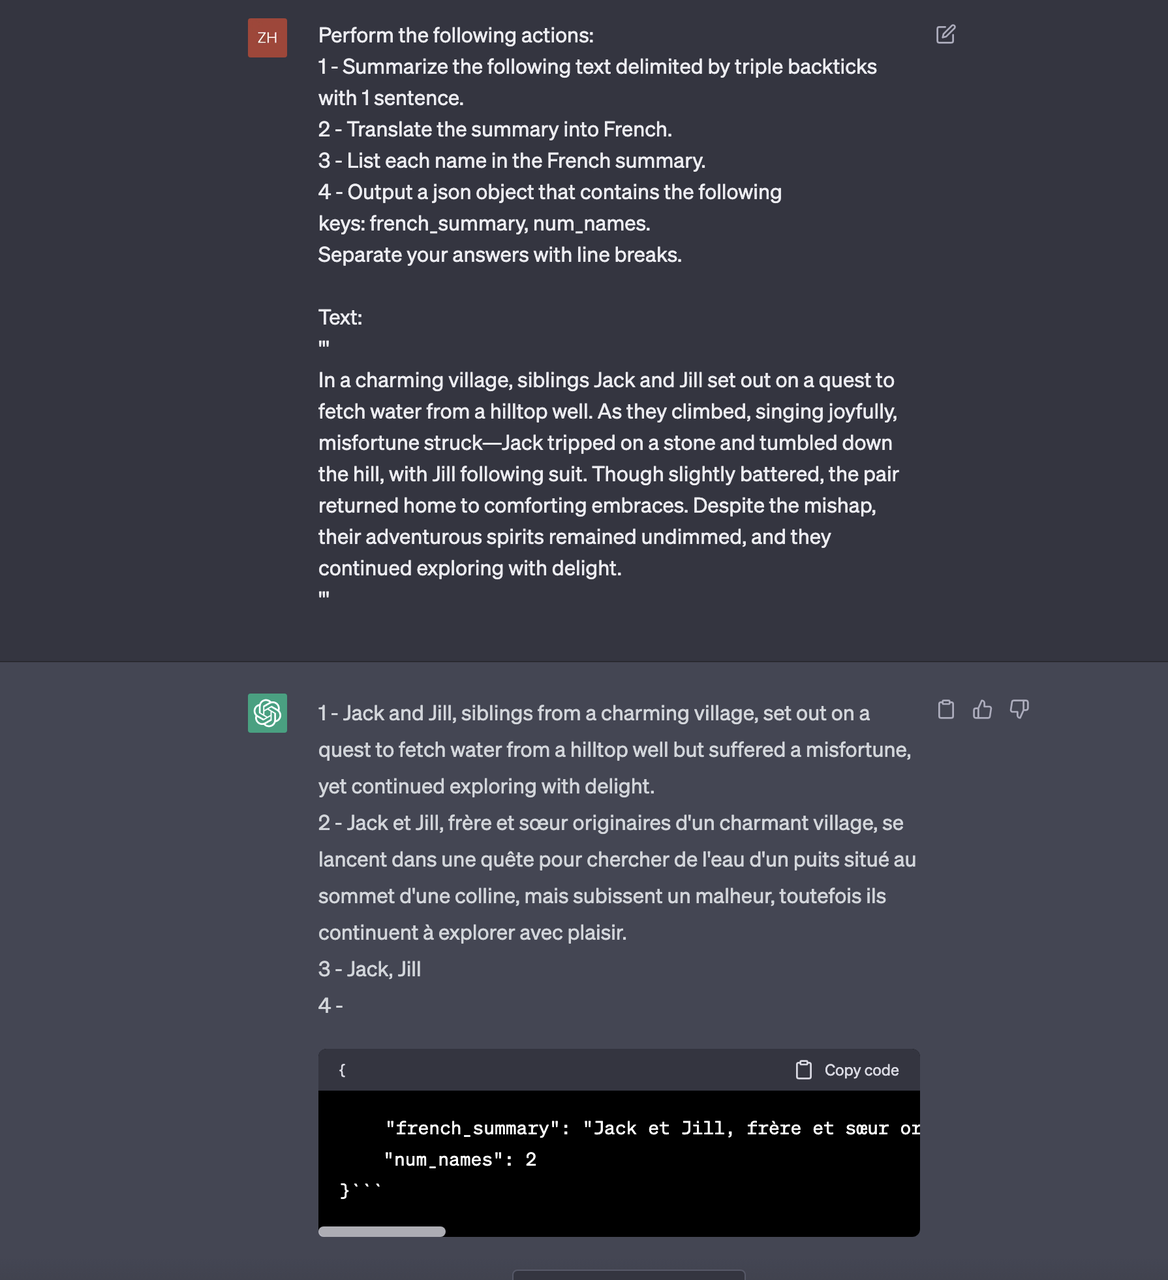 ZH
Perform the following actions:
1 - Summarize the following text delimited by triple backticks
with 1 sentence.
2 - Translate the summary into French.
3 - List each name in the French summary.
4 - Output a json object that contains the following
keys: french_summary, num_names.
Separate your answers with line breaks.
Text:
'''
In a charming village, siblings Jack and Jill set out on a quest to
fetch water from a hilltop well. As they climbed, singing joyfully,
misfortune struck—Jack tripped on a stone and tumbled down
the hill, with Jill following suit. Though slightly battered, the pair
returned home to comforting embraces. Despite the mishap,
their adventurous spirits remained undimmed, and they
continued exploring with delight.
'''
1 - Jack and Jill, siblings from a charming village, set out on a
quest to fetch water from a hilltop well but suffered a misfortune,
yet continued exploring with delight.
2 - Jack et Jill, frère et sœur originaires d'un charmant village, se
lancent dans une quête pour chercher de l'eau d'un puits situé au
sommet d'une colline, mais subissent un malheur, toutefois ils
continuent à explorer avec plaisir.
3 - Jack, Jill
4 -
{
Copy code
"french_summary": "Jack et Jill, frère et sœur or
"num_names": 2
}```